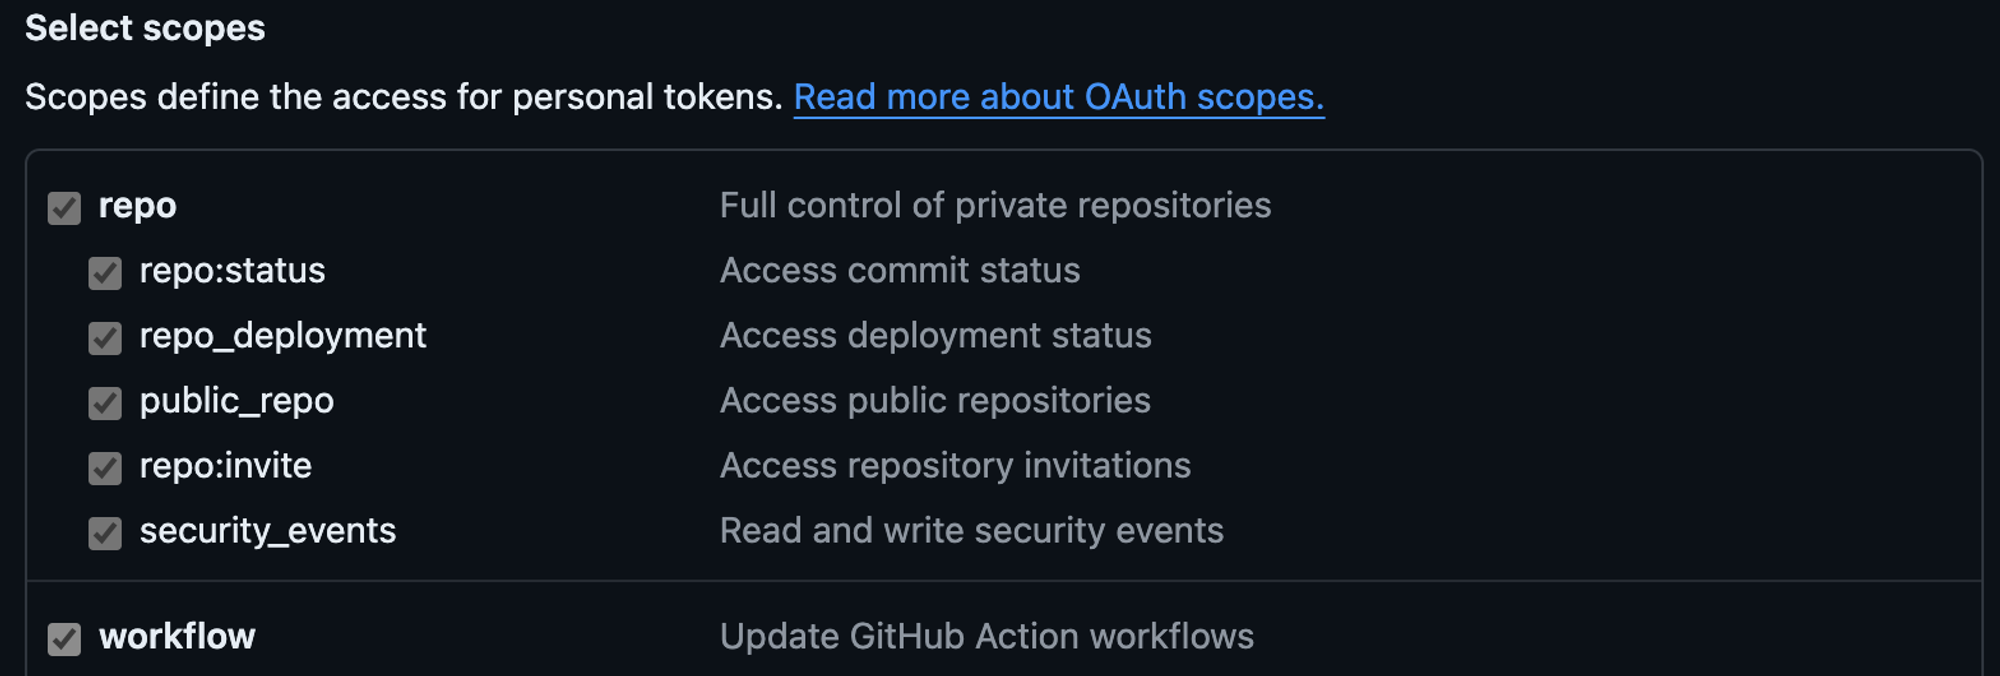 Select scopes
Scopes define the access for personal tokens. Read more about OAuth scopes.
repo Full control of private repositories
repo:status Access commit status
repo_deployment Access deployment status
public_repo Access public repositories
repo:invite Access repository invitations
security_events Read and write security events
workflow Update GitHub Action workflows